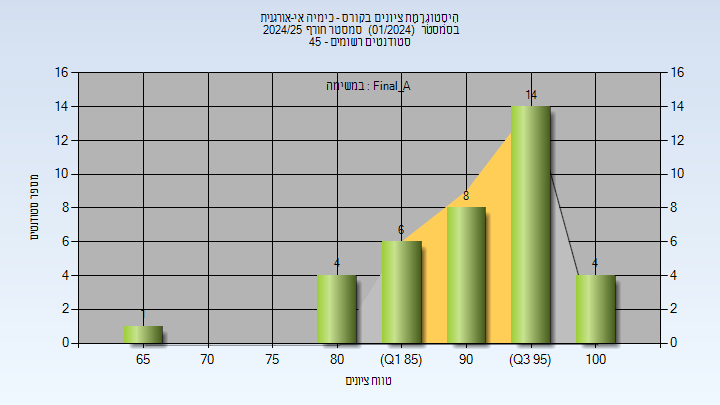 היסטוגרמת ציונים בקורס - כימיה אי-אורגנית
בסמסטר (01/2024) סמסטר חורף 2024/25
סטודנטים רשומים - 45
במשימה : Final_A
מספר סטודנטים
16 16
14 14
12 12
10 10
8 8
6 6
4 4
2 2
0 0
1 4 6 8 14 4
65 70 75 80 (Q1 85) 90 (Q3 95) 100
טווח ציונים